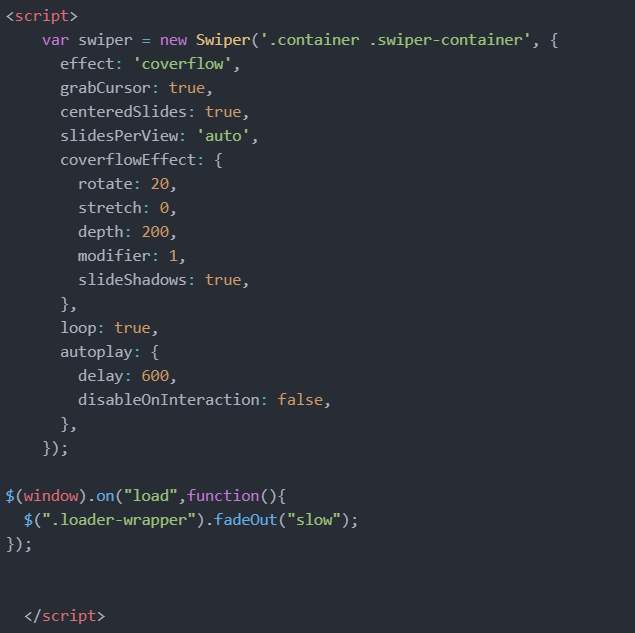 <script>
    var swiper = new Swiper('.container .swiper-container', {
      effect: 'coverflow',
      grabCursor: true,
      centeredSlides: true,
      slidesPerView: 'auto',
      coverflowEffect: {
        rotate: 20,
        stretch: 0,
        depth: 200,
        modifier: 1,
        slideShadows: true,
      },
      loop: true,
      autoplay: {
        delay: 600,
        disableOnInteraction: false,
      },
    });

$(window).on("load",function(){
  $(".loader-wrapper").fadeOut("slow");
});


  </script>